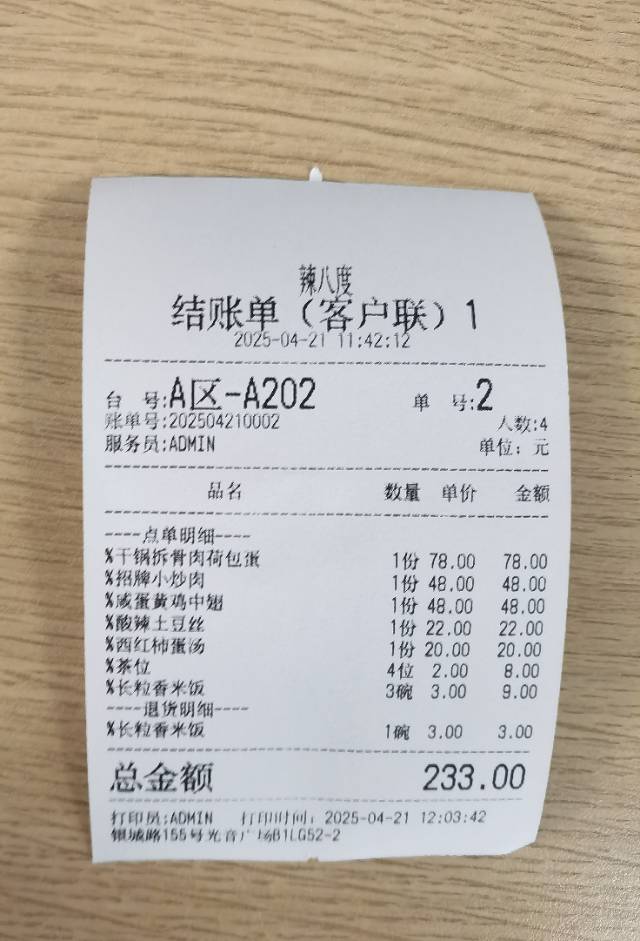 辣八度
结账单（客户联）1
2025-04-21 11:42:12
台 号:A区-A202 单 号:2
账单号:202504210002 人数:4
服务员:ADMIN 单位：元
品名 数量 单价 金额
----点单明细----
%干锅拆骨肉荷包蛋 1份 78.00 78.00
%招牌小炒肉 1份 48.00 48.00
%咸蛋黄鸡中翅 1份 48.00 48.00
%酸辣土豆丝 1份 22.00 22.00
%西红柿蛋汤 1份 20.00 20.00
%茶位 4位 2.00 8.00
%长粒香米饭 3碗 3.00 9.00
----退货明细----
%长粒香米饭 1碗 3.00 3.00
总金额 233.00
打印员:ADMIN 打印时间：2025-04-21 12:03:42
银城路155号光音广场B1LG52-2